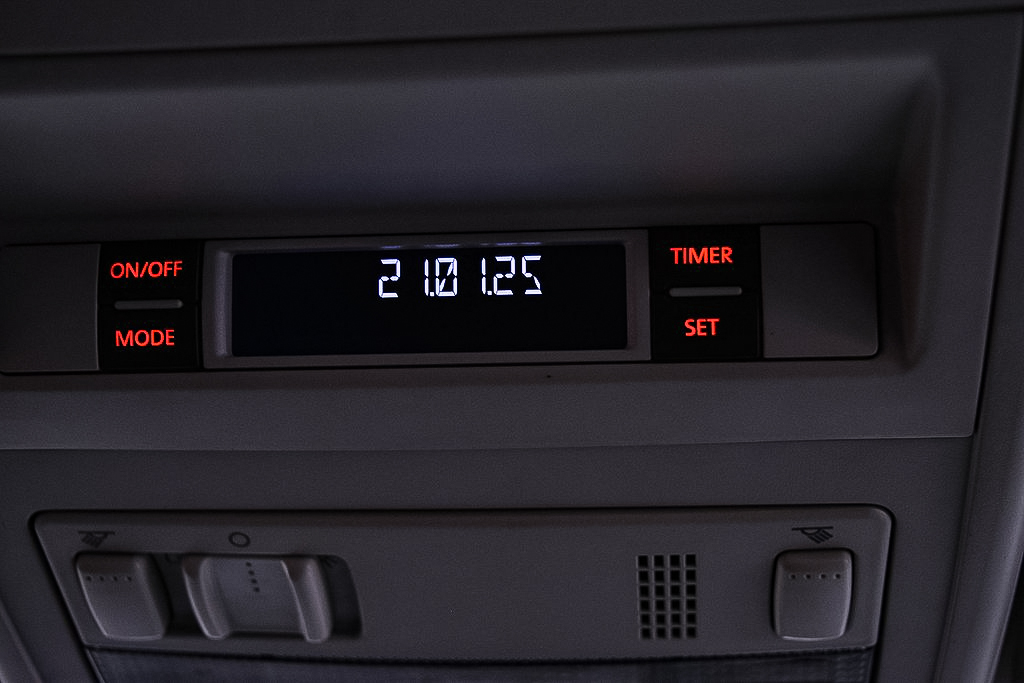 ON/OFF
MODE
21.01.25
TIMER
SET